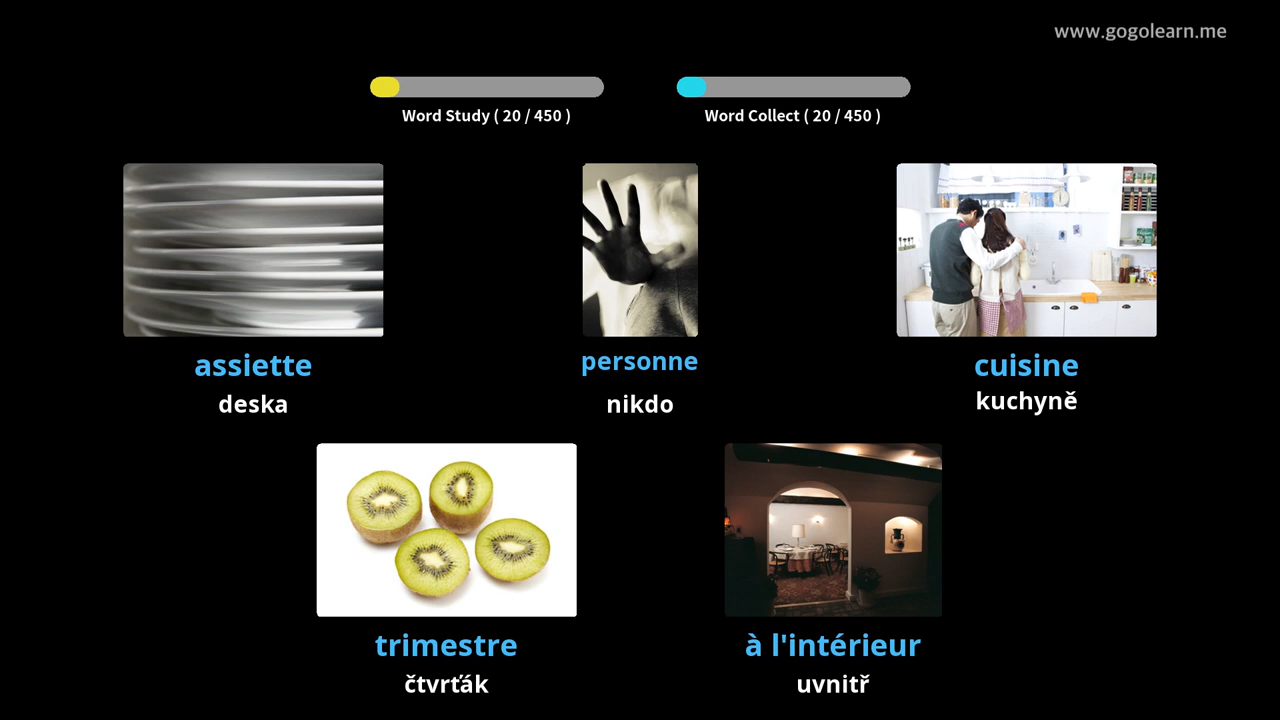 www.gogolearn.me
Word Study ( 20 / 450 )
Word Collect ( 20 / 450 )
assiette
deska
personne
nikdo
cuisine
kuchyně
trimestre
čtvrťák
à l'intérieur
uvnitř